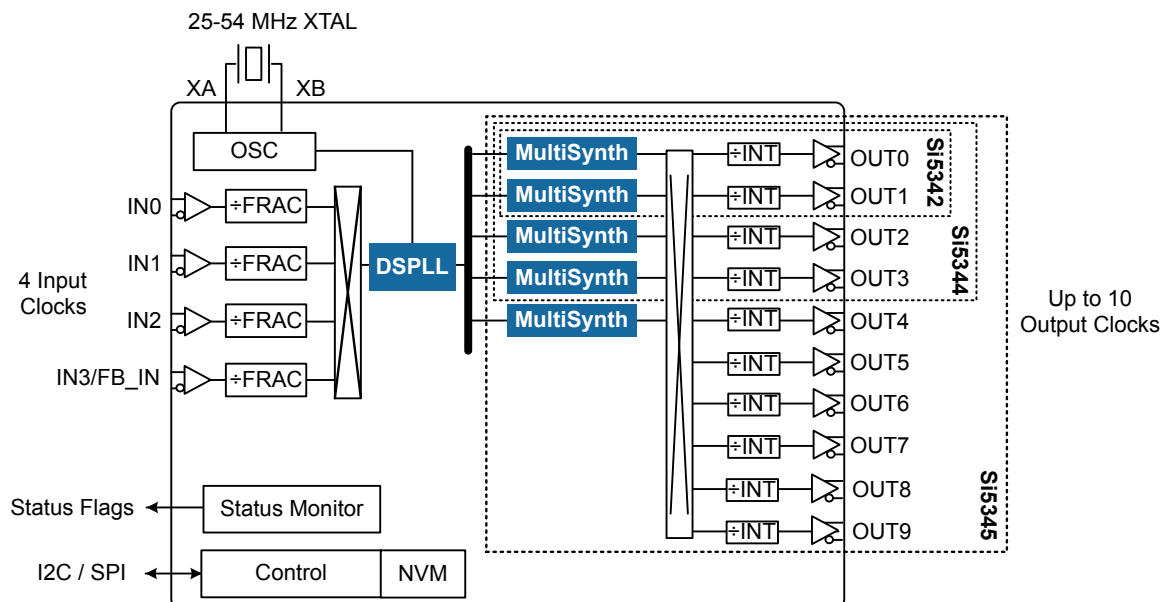 25-54 MHz XTAL
XA
XB
OSC
IN0
÷FRAC
IN1
÷FRAC
4 Input
Clocks
IN2
÷FRAC
IN3/FB_IN
÷FRAC
DSPLL
MultiSynth
MultiSynth
MultiSynth
MultiSynth
MultiSynth
÷INT
OUT0
÷INT
OUT1
÷INT
OUT2
÷INT
OUT3
÷INT
OUT4
÷INT
OUT5
÷INT
OUT6
÷INT
OUT7
÷INT
OUT8
÷INT
OUT9
Si5342
Si5344
Si5345
Up to 10
Output Clocks
Status Flags
Status Monitor
I2C / SPI
Control
NVM